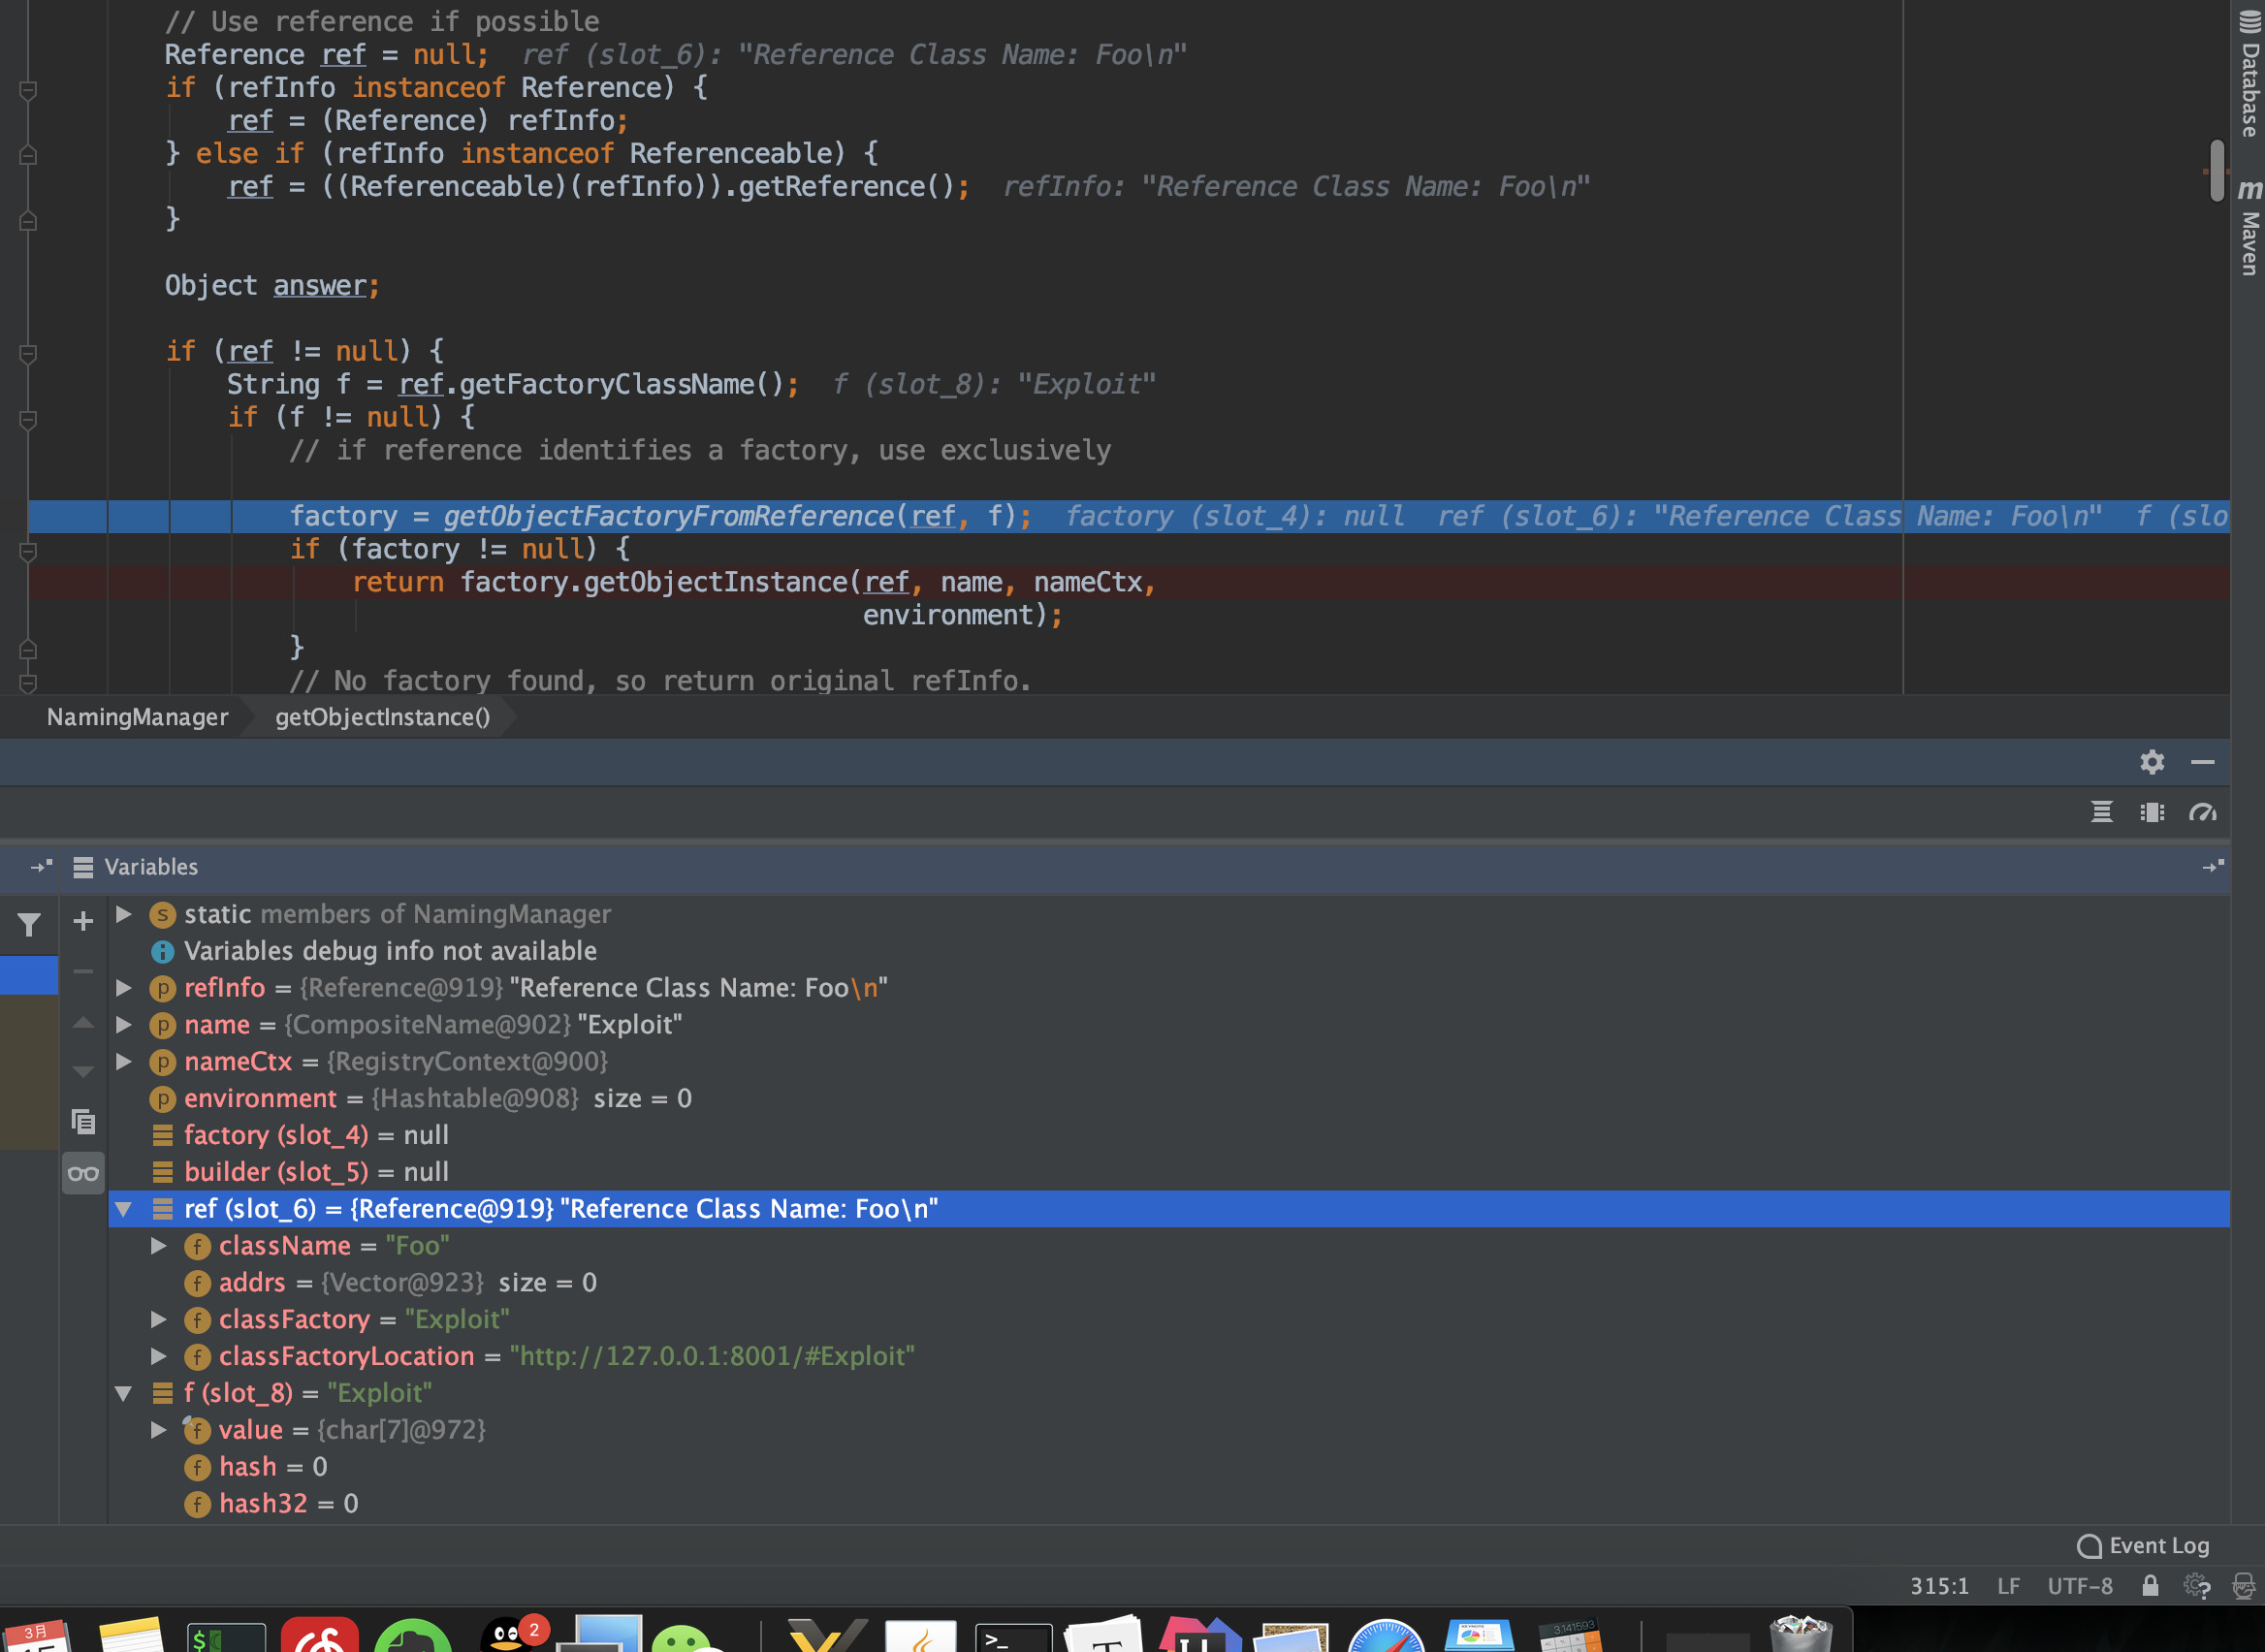 // Use reference if possible
Reference ref = null;  ref (slot_6): "Reference Class Name: Foo\n"
if (refInfo instanceof Reference) {
ref = (Reference) refInfo;
} else if (refInfo instanceof Referenceable) {
ref = ((Referenceable)(refInfo)).getReference();  refInfo: "Reference Class Name: Foo\n"
}
Object answer;
if (ref != null) {
String f = ref.getFactoryClassName();  f (slot_8): "Exploit"
if (f != null) {
// if reference identifies a factory, use exclusively
factory = getObjectFactoryFromReference(ref, f);  factory (slot_4): null  ref (slot_6): "Reference Class Name: Foo\n"  f (slo
if (factory != null) {
return factory.getObjectInstance(ref, name, nameCtx,
environment);
}
// No factory found, so return original refInfo.
Database
m Maven
NamingManager
getObjectInstance()
Variables
s static members of NamingManager
i Variables debug info not available
p refInfo = {Reference@919} "Reference Class Name: Foo\n"
p name = {CompositeName@902} "Exploit"
p nameCtx = {RegistryContext@900}
p environment = {Hashtable@908}  size = 0
factory (slot_4) = null
builder (slot_5) = null
ref (slot_6) = {Reference@919} "Reference Class Name: Foo\n"
f className = "Foo"
f addrs = {Vector@923}  size = 0
f classFactory = "Exploit"
f classFactoryLocation = "http://127.0.0.1:8001/#Exploit"
f (slot_8) = "Exploit"
f value = {char[7]@972}
f hash = 0
f hash32 = 0
Event Log
315:1 LF UTF-8
3月
$
2
>_
T
IJ
3.141593